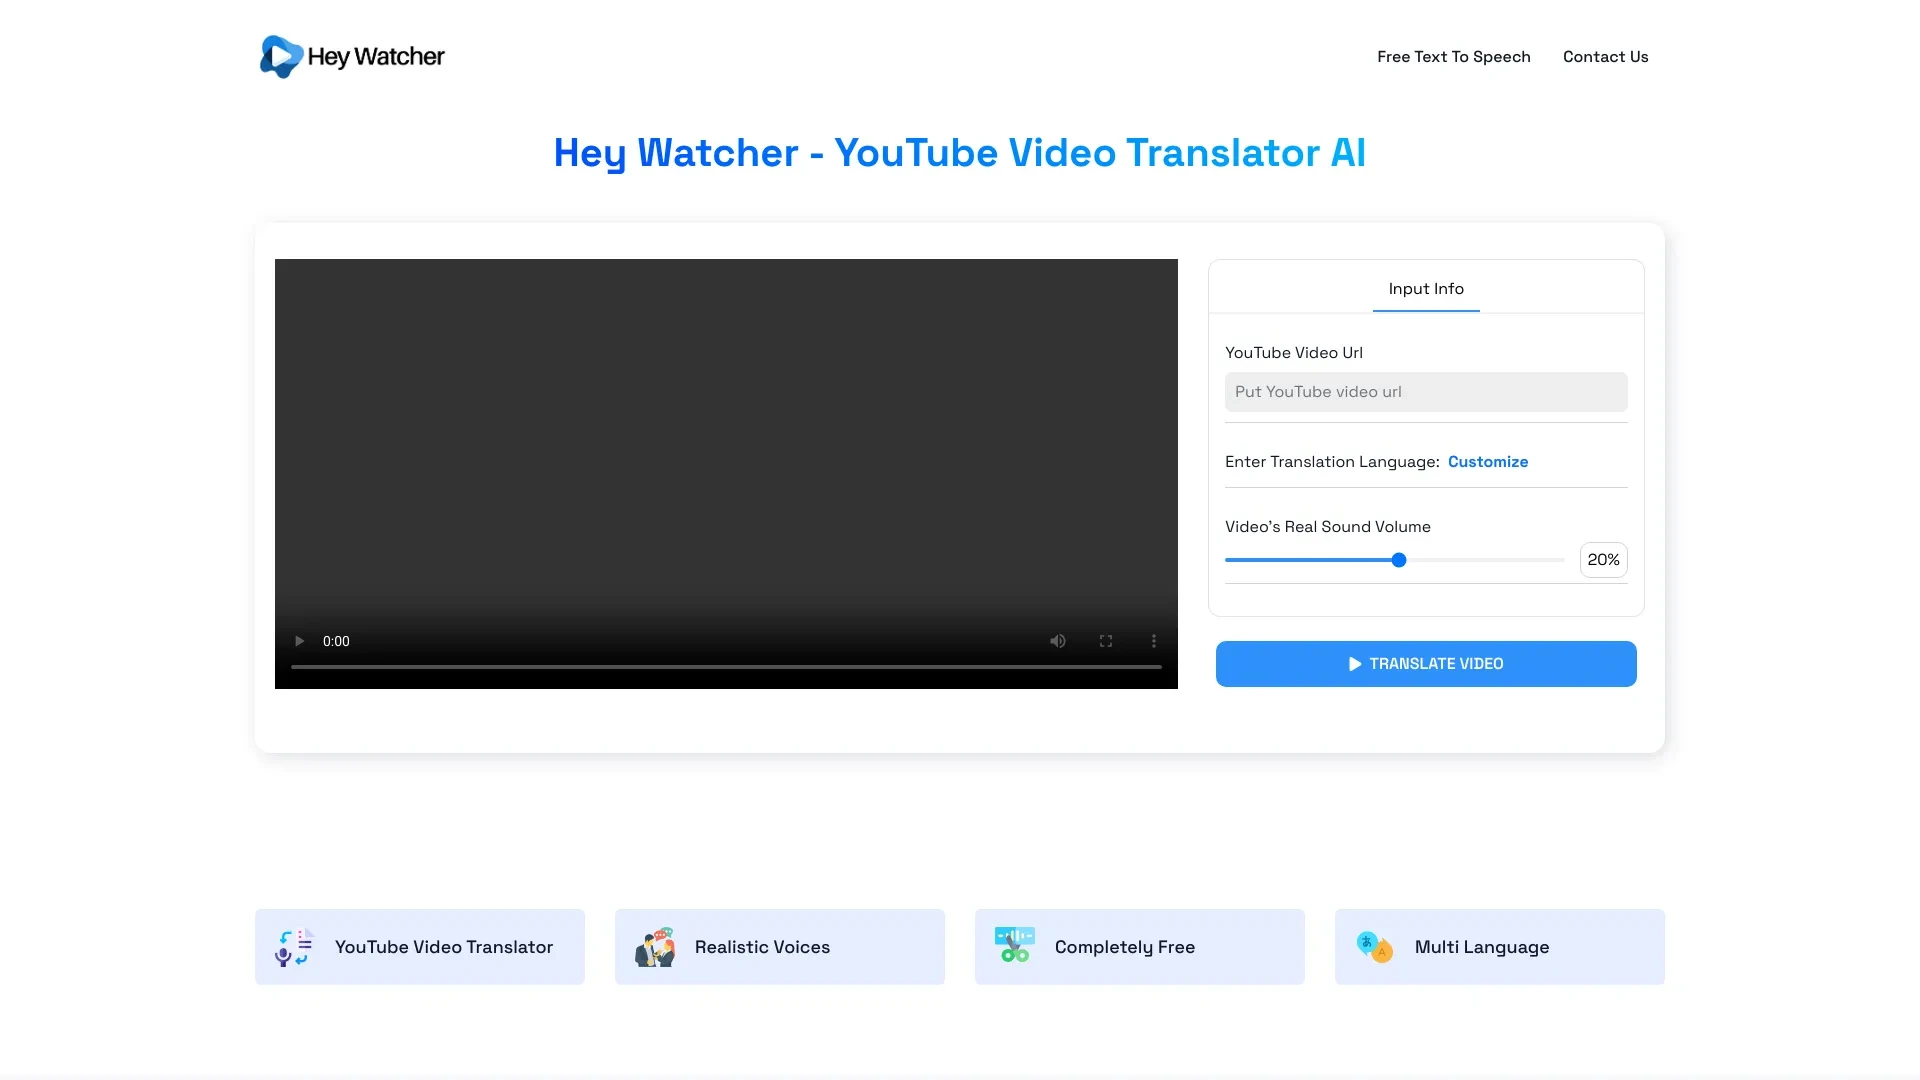 Hey Watcher
Free Text To Speech
Contact Us
Hey Watcher - YouTube Video Translator AI
Input Info
YouTube Video Url
Put YouTube video url
Enter Translation Language: Customize
Video's Real Sound Volume
20%
0:00
TRANSLATE VIDEO
YouTube Video Translator
Realistic Voices
Completely Free
Multi Language